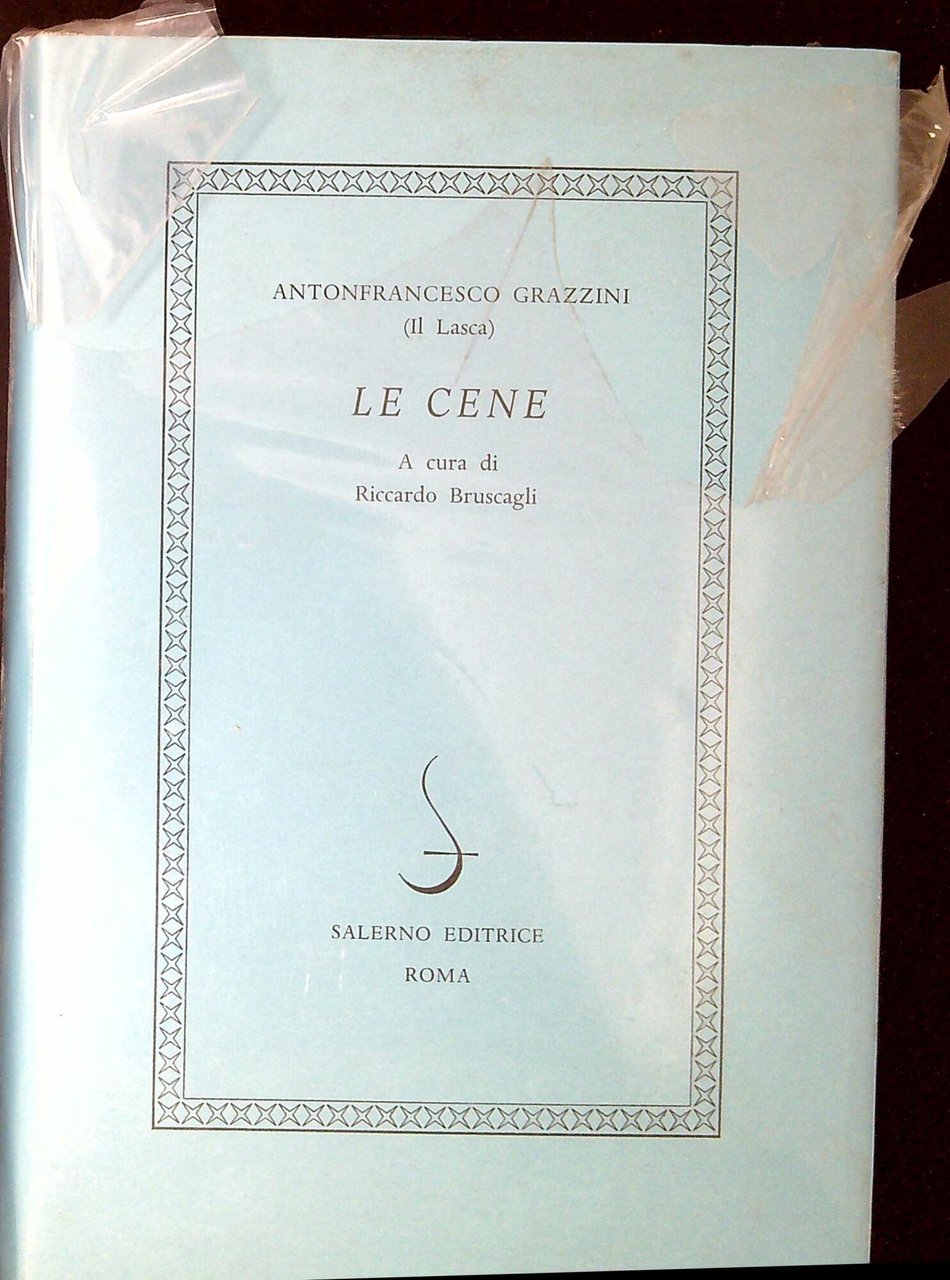 ANTONFRANCESCO GRAZZINI
(Il Lasca)
LE CENE
A cura di
Riccardo Bruscagli
SALERNO EDITRICE
ROMA